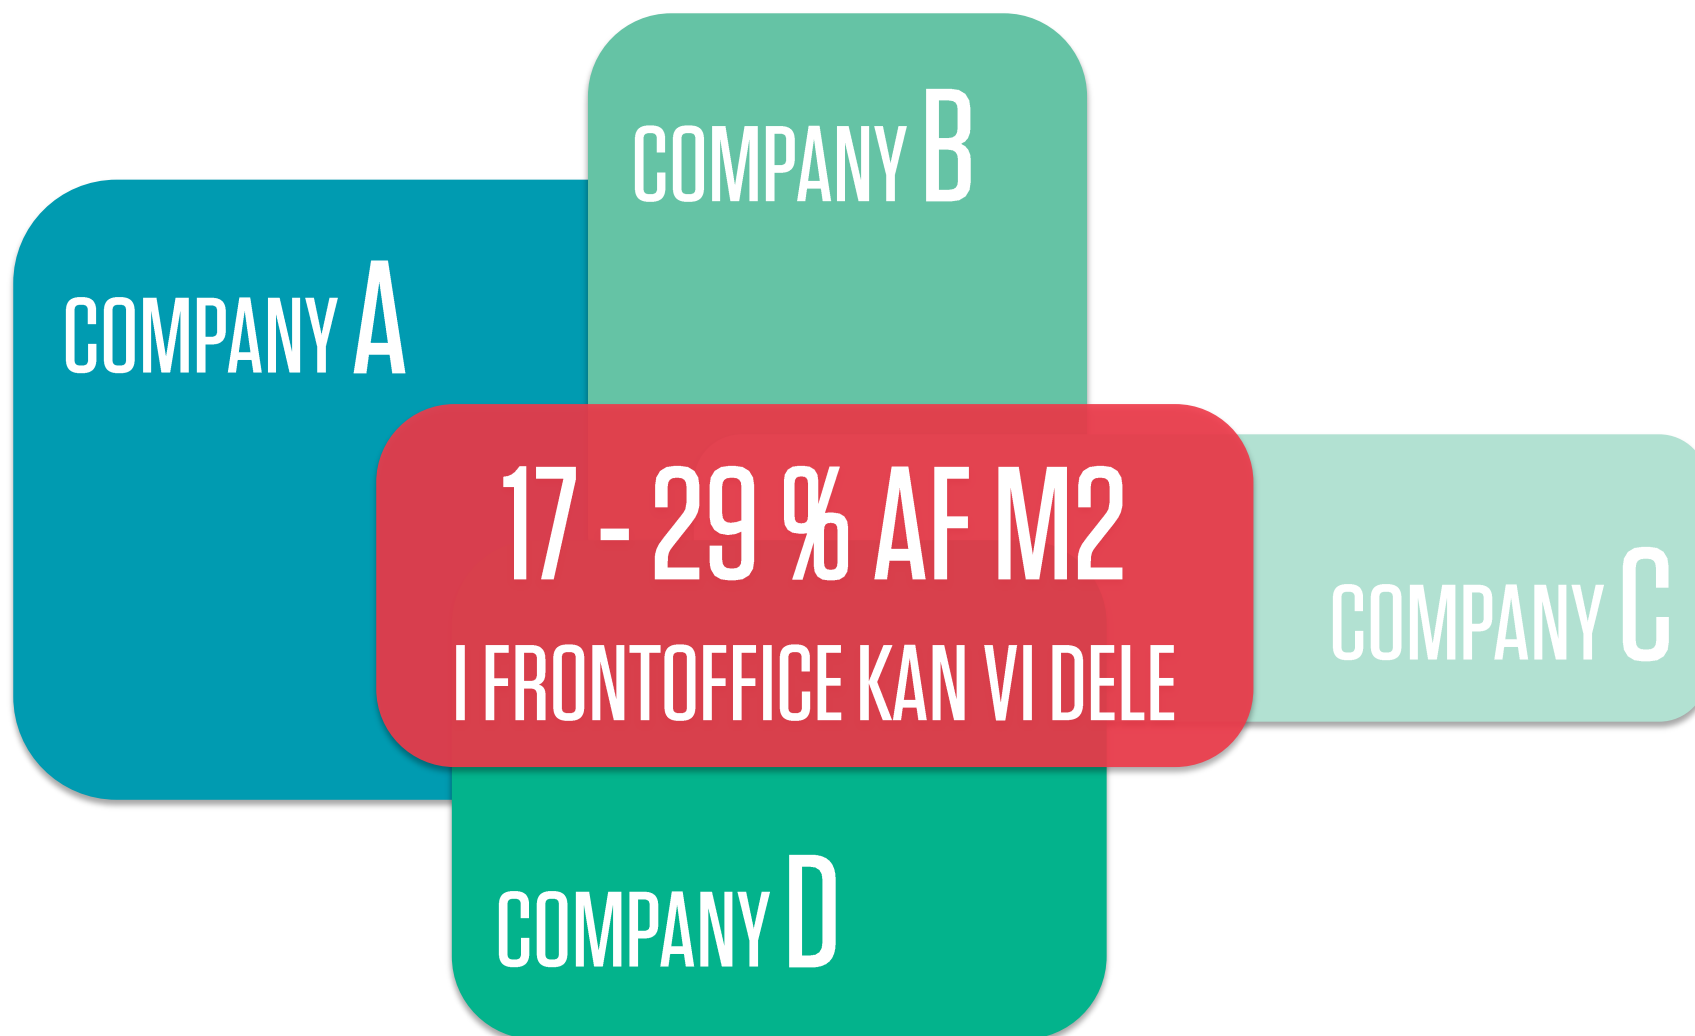 COMPANY B
COMPANY A
17 - 29 % AF M2
I FRONTOFFICE KAN VI DELE
COMPANY C
COMPANY D